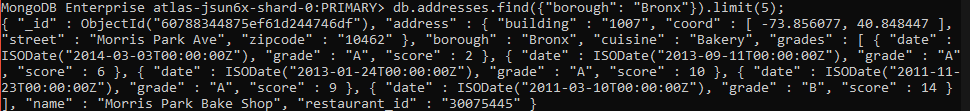 MongoDB Enterprise atlas-jsun6x-shard-0:PRIMARY> db.addresses.find({"borough": "Bronx"}).limit(5);
{ "_id" : ObjectId("60788344875ef61d244746df"), "address" : { "building" : "1007", "coord" : [ -73.856077, 40.848447 ],
"street" : "Morris Park Ave", "zipcode" : "10462" }, "borough" : "Bronx", "cuisine" : "Bakery", "grades" : [ { "date" :
ISODate("2014-03-03T00:00:00Z"), "grade" : "A", "score" : 2 }, { "date" : ISODate("2013-09-11T00:00:00Z"), "grade" : "A"
, "score" : 6 }, { "date" : ISODate("2013-01-24T00:00:00Z"), "grade" : "A", "score" : 10 }, { "date" : ISODate("2011-11-
23T00:00:00Z"), "grade" : "A", "score" : 9 }, { "date" : ISODate("2011-03-10T00:00:00Z"), "grade" : "B", "score" : 14 }
], "name" : "Morris Park Bake Shop", "restaurant_id" : "30075445" }